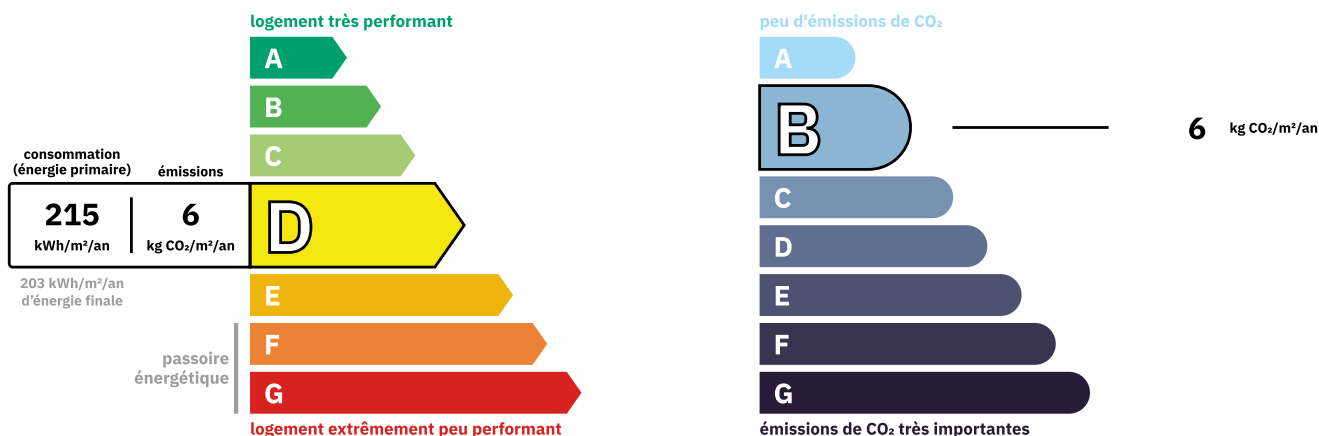 logement très performant
A
B
C
consommation
(énergie primaire)
émissions
215
kWh/m²/an
6
kg CO₂/m²/an
D
203 kWh/m²/an
d'énergie finale
E
passoire
énergétique
F
G
logement extrêmement peu performant
peu d'émissions de CO₂
A
B
6 kg CO₂/m²/an
C
D
E
F
G
émissions de CO₂ très importantes